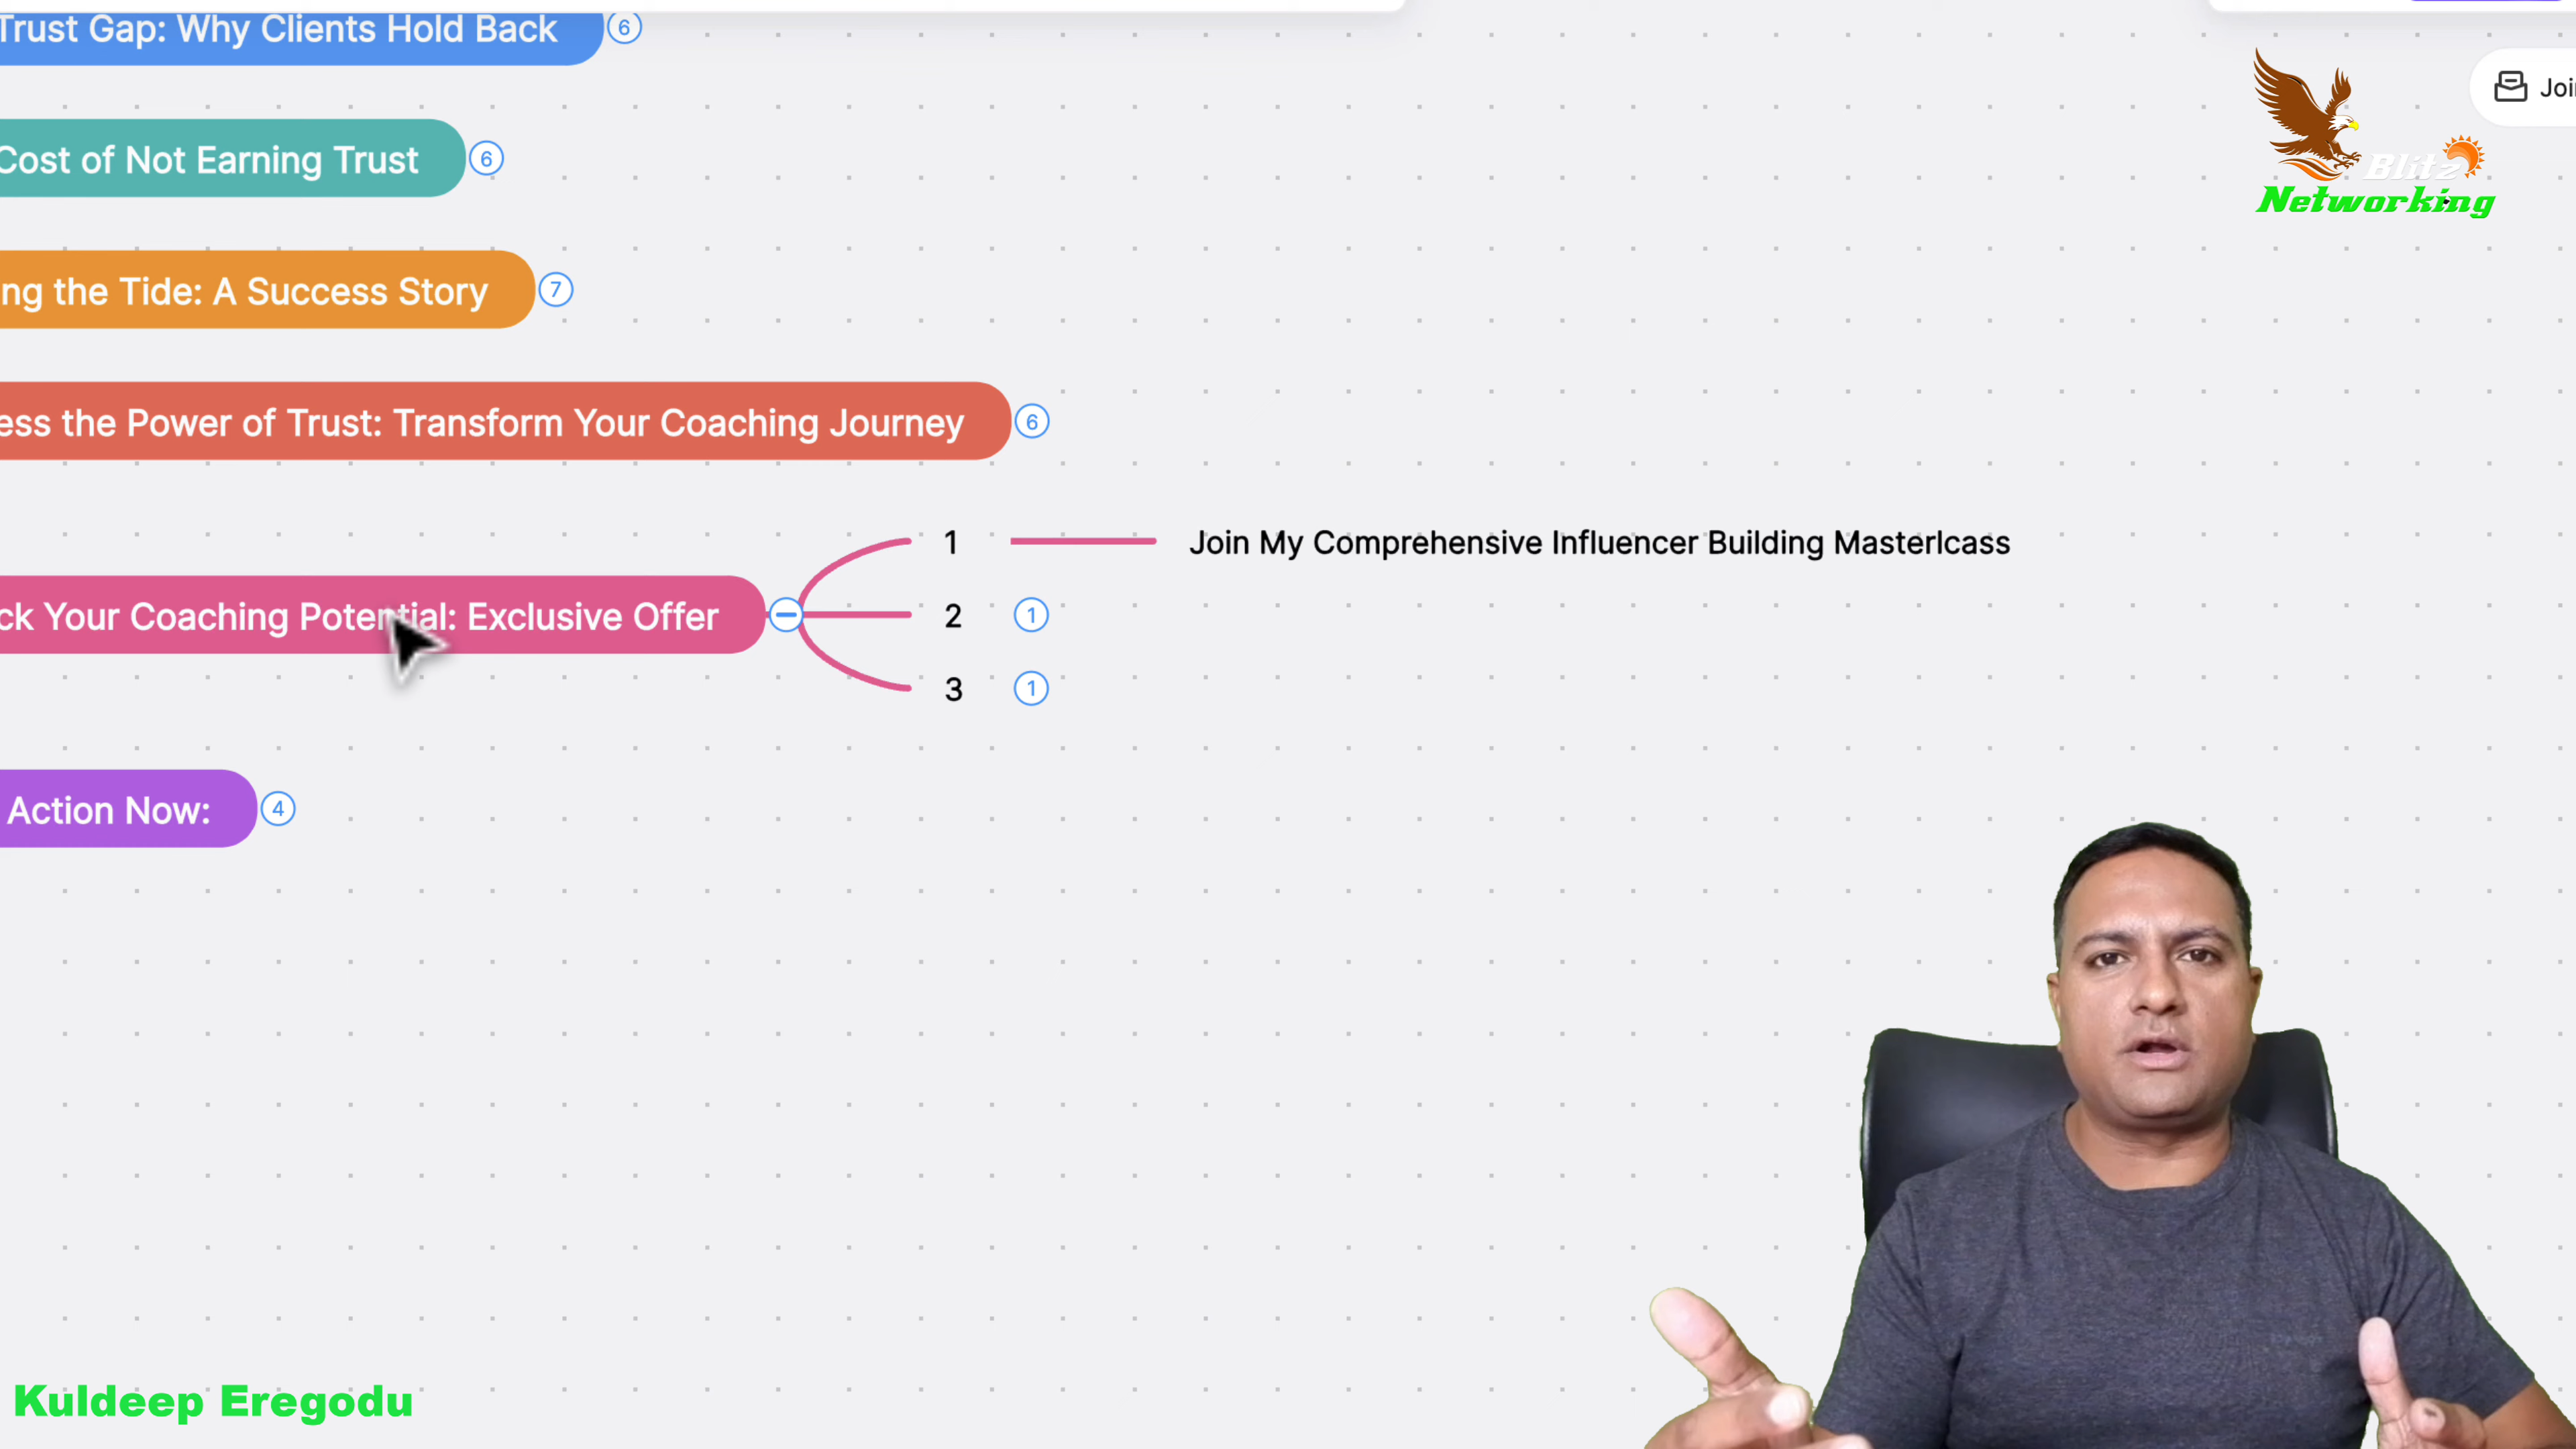 Trust Gap: Why Clients Hold Back 6
Cost of Not Earning Trust 6
ng the Tide: A Success Story 7
ess the Power of Trust: Transform Your Coaching Journey 6
1 Join My Comprehensive Influencer Building Masterlcass
ck Your Coaching Potential: Exclusive Offer
2 1
3 1
Action Now: 4
Joi
Blitz
Networking
Kuldeep Eregodu